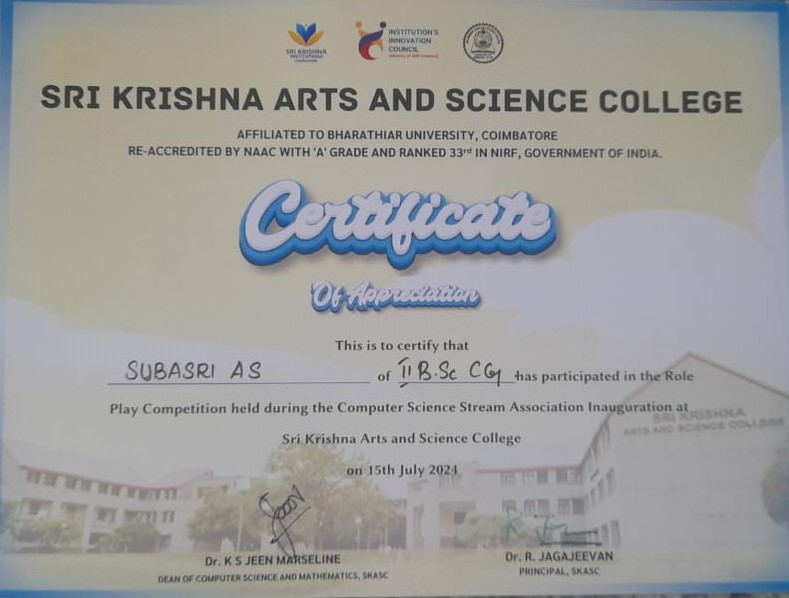 SRI KRISHNA
INSTITUTIONS
INSTITUTION'S
INNOVATION
COUNCIL
SRI KRISHNA ARTS AND SCIENCE COLLEGE
AFFILIATED TO BHARATHIAR UNIVERSITY, COIMBATORE
RE-ACCREDITED BY NAAC WITH 'A' GRADE AND RANKED 33rd IN NIRF, GOVERNMENT OF INDIA.
Certificate
Of Appreciation
This is to certify that
SUBASRI AS of II B.Sc CG has participated in the Role
Play Competition held during the Computer Science Stream Association Inauguration at
SRI KRISHNA
ARTS AND SCIENCE COLLEGE
Sri Krishna Arts and Science College
on 15th July 2024
Dr. K S JEEN MARSELINE
DEAN OF COMPUTER SCIENCE AND MATHEMATICS, SKASC
Dr. R. JAGAJEEVAN
PRINCIPAL, SKASC